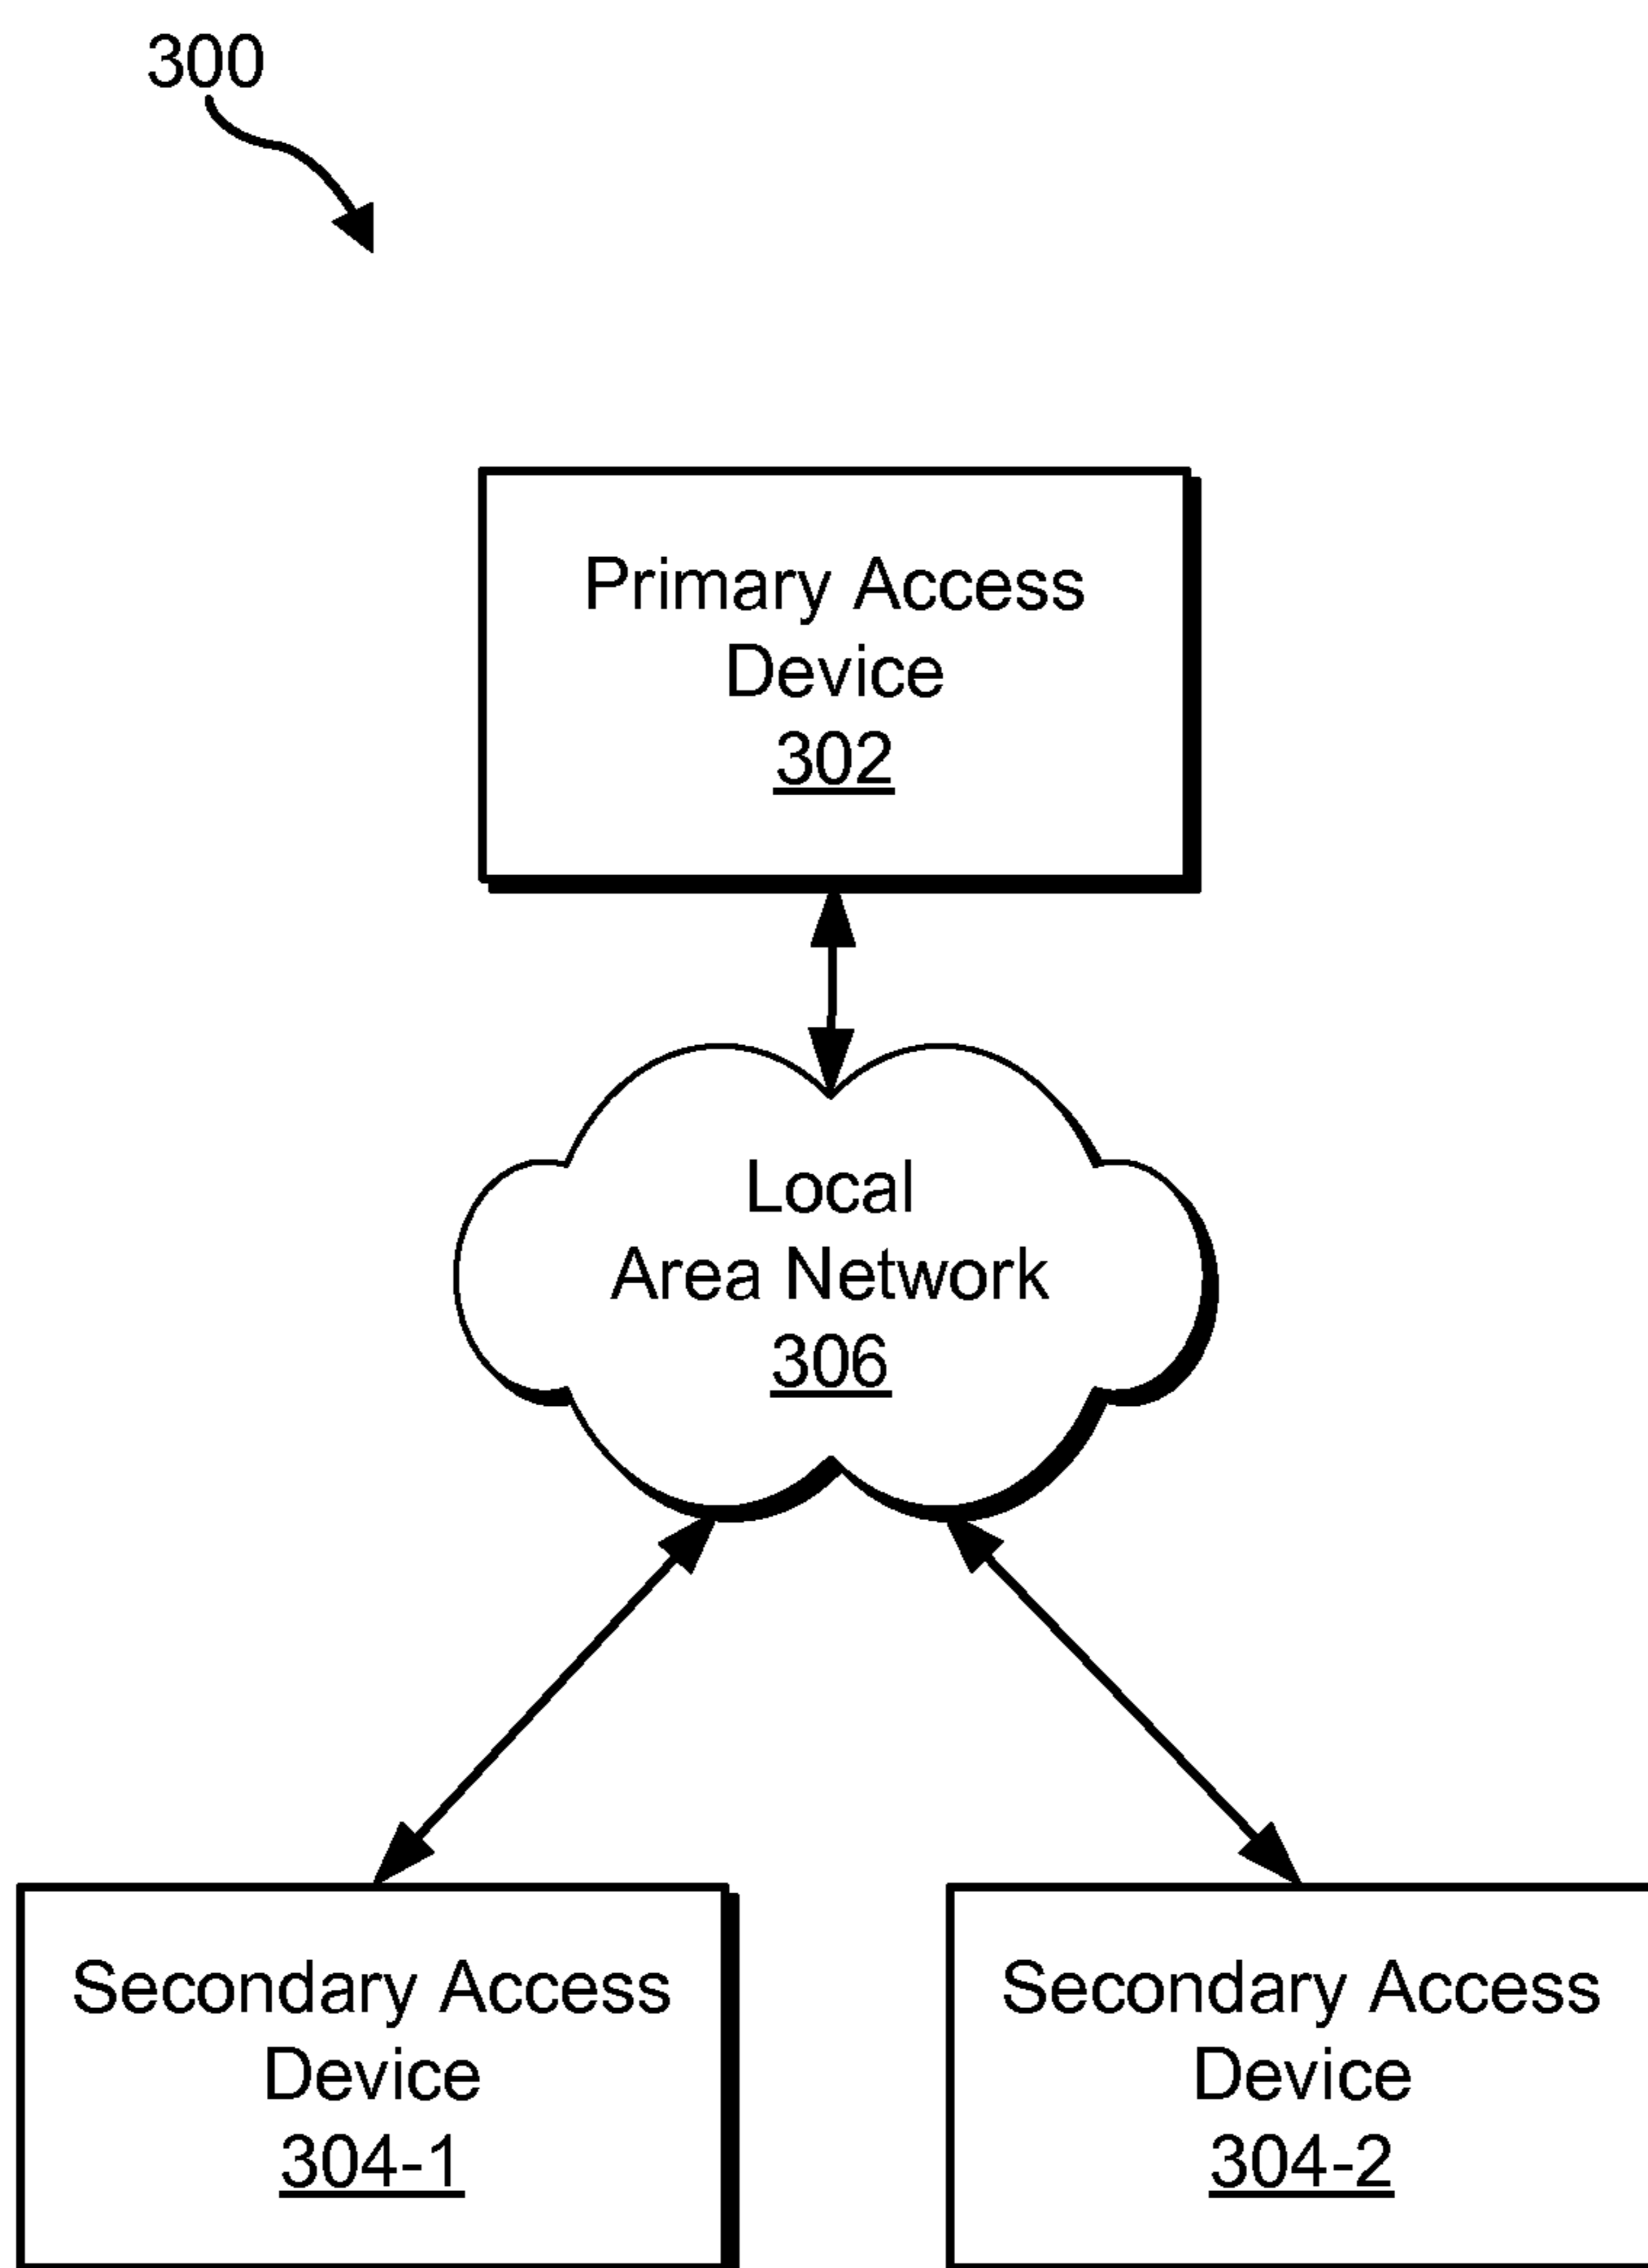 300
Primary Access
Device
302
Local
Area Network
306
Secondary Access
Device
304-1
Secondary Access
Device
304-2